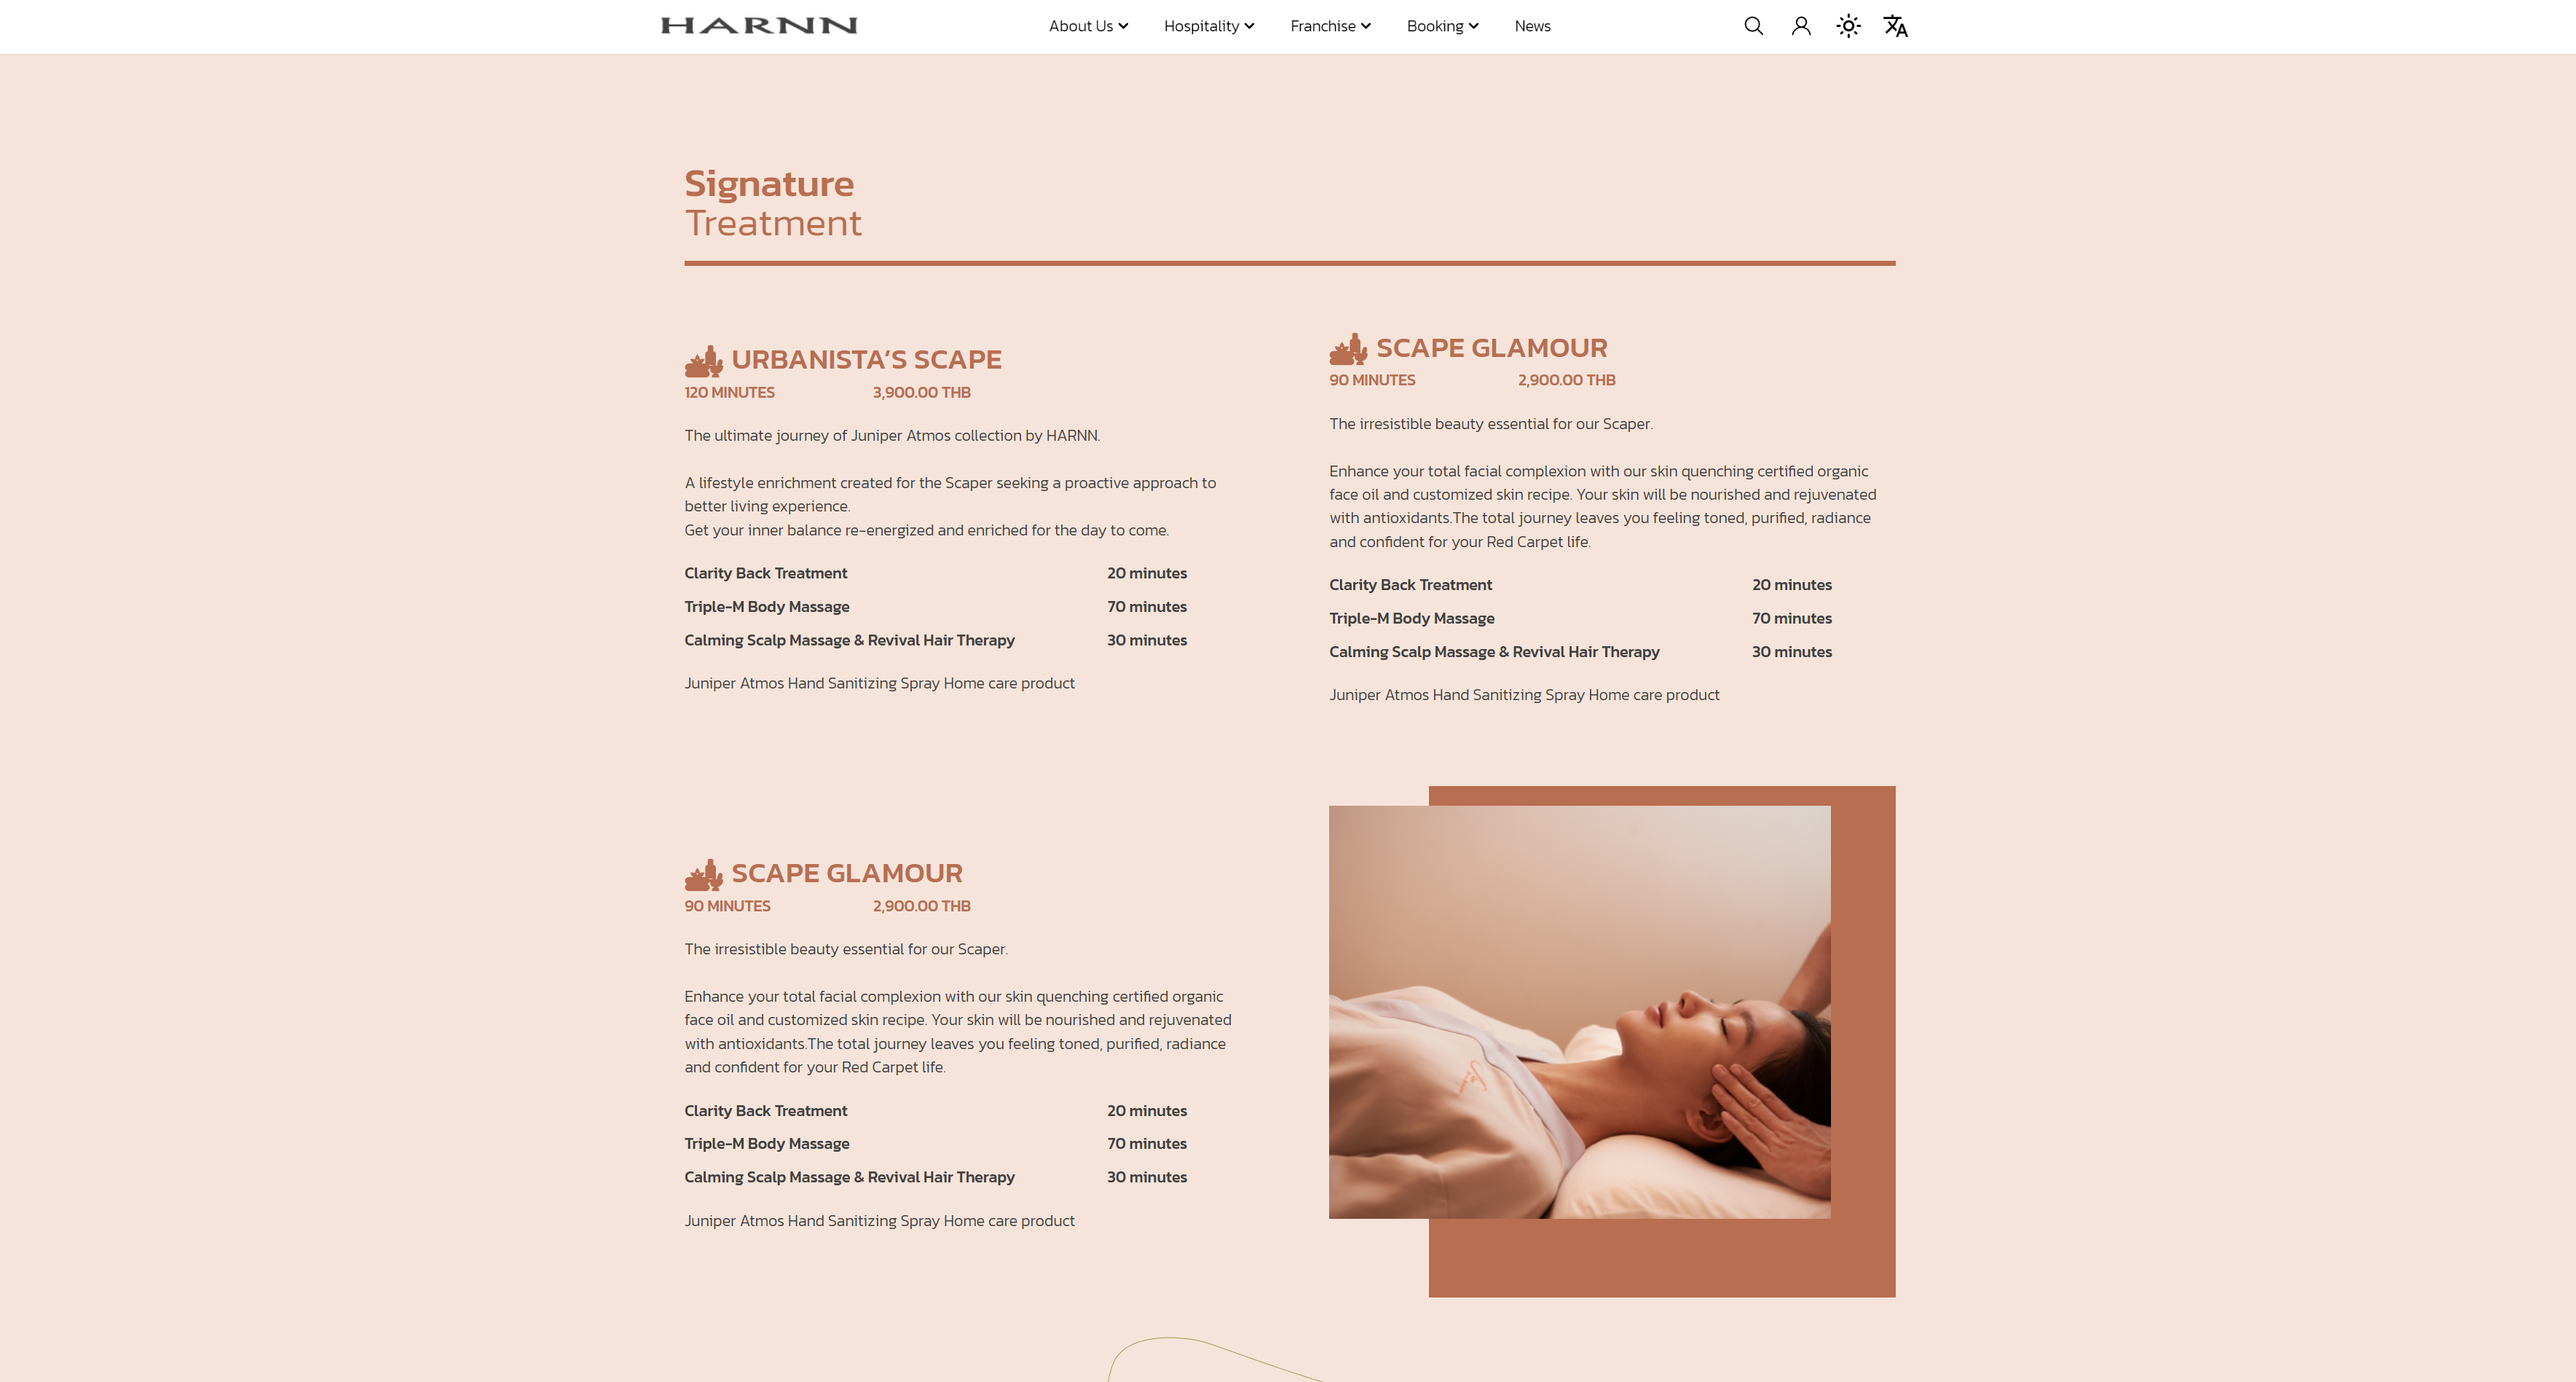 HARNN
About Us
Hospitality
Franchise
Booking
News
Signature
Treatment
URBANISTA’S SCAPE
120 MINUTES 3,900.00 THB
The ultimate journey of Juniper Atmos collection by HARNN.
A lifestyle enrichment created for the Scaper seeking a proactive approach to
better living experience.
Get your inner balance re-energized and enriched for the day to come.
Clarity Back Treatment 20 minutes
Triple-M Body Massage 70 minutes
Calming Scalp Massage & Revival Hair Therapy 30 minutes
Juniper Atmos Hand Sanitizing Spray Home care product
SCAPE GLAMOUR
90 MINUTES 2,900.00 THB
The irresistible beauty essential for our Scaper.
Enhance your total facial complexion with our skin quenching certified organic
face oil and customized skin recipe. Your skin will be nourished and rejuvenated
with antioxidants.The total journey leaves you feeling toned, purified, radiance
and confident for your Red Carpet life.
Clarity Back Treatment 20 minutes
Triple-M Body Massage 70 minutes
Calming Scalp Massage & Revival Hair Therapy 30 minutes
Juniper Atmos Hand Sanitizing Spray Home care product
SCAPE GLAMOUR
90 MINUTES 2,900.00 THB
The irresistible beauty essential for our Scaper.
Enhance your total facial complexion with our skin quenching certified organic
face oil and customized skin recipe. Your skin will be nourished and rejuvenated
with antioxidants.The total journey leaves you feeling toned, purified, radiance
and confident for your Red Carpet life.
Clarity Back Treatment 20 minutes
Triple-M Body Massage 70 minutes
Calming Scalp Massage & Revival Hair Therapy 30 minutes
Juniper Atmos Hand Sanitizing Spray Home care product